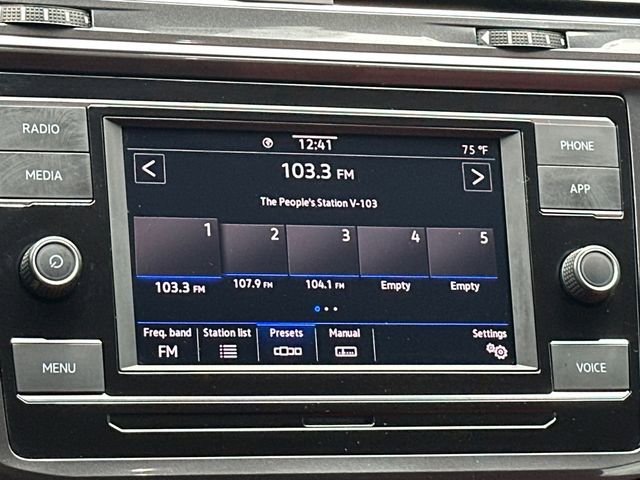 12:41
75 °F
RADIO
PHONE
< 103.3 FM >
MEDIA
APP
The People's Station V-103
1 2 3 4 5
103.3 FM 107.9 FM 104.1 FM Empty Empty
Freq. band Station list Presets Manual Settings
FM
MENU
VOICE